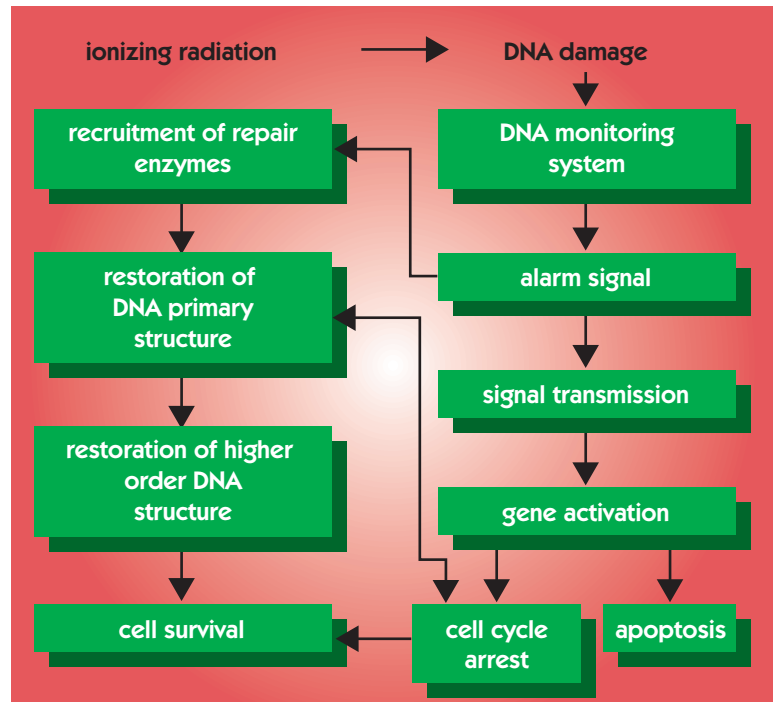 ionizing radiation
DNA damage
recruitment of repair
enzymes
DNA monitoring
system
restoration of
DNA primary
structure
alarm signal
signal transmission
restoration of higher
order DNA
structure
gene activation
cell survival
cell cycle
arrest
apoptosis